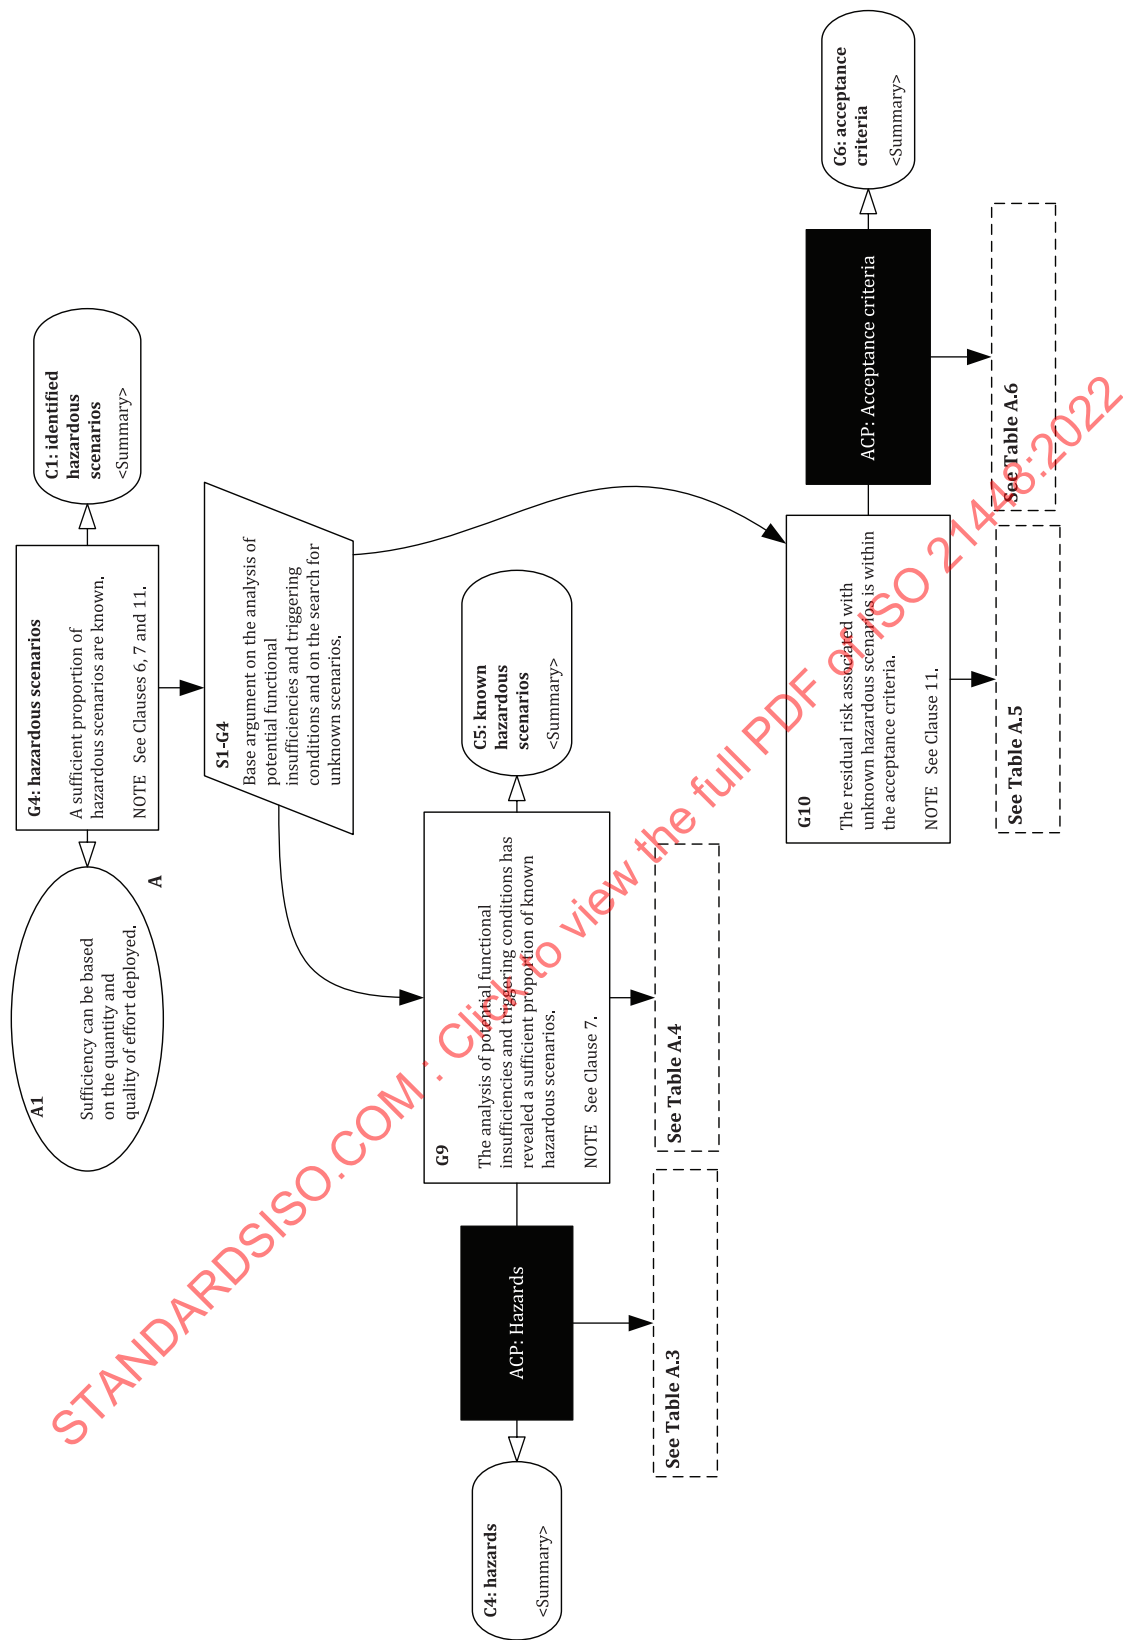 A1
Sufficiency can be based
on the quantity and
quality of effort deployed.
A
G4: hazardous scenarios
A sufficient proportion of
hazardous scenarios are known.
NOTE See Clauses 6, 7 and 11.
C1: identified
hazardous
scenarios
<Summary>
S1-G4
Base argument on the analysis of
potential functional
insufficiencies and triggering
conditions and on the search for
unknown scenarios.
C4: hazards
<Summary>
ACP: Hazards
G9
The analysis of potential functional
insufficiencies and triggering conditions has
revealed a sufficient proportion of known
hazardous scenarios.
NOTE See Clause 7.
C5: known
hazardous
scenarios
<Summary>
See Table A.3
See Table A.4
G10
The residual risk associated with
unknown hazardous scenarios is within
the acceptance criteria.
NOTE See Clause 11.
ACP: Acceptance criteria
C6: acceptance
criteria
<Summary>
See Table A.5
See Table A.6
STANDARDSISO.COM : Click to view the full PDF of ISO 21448:2022